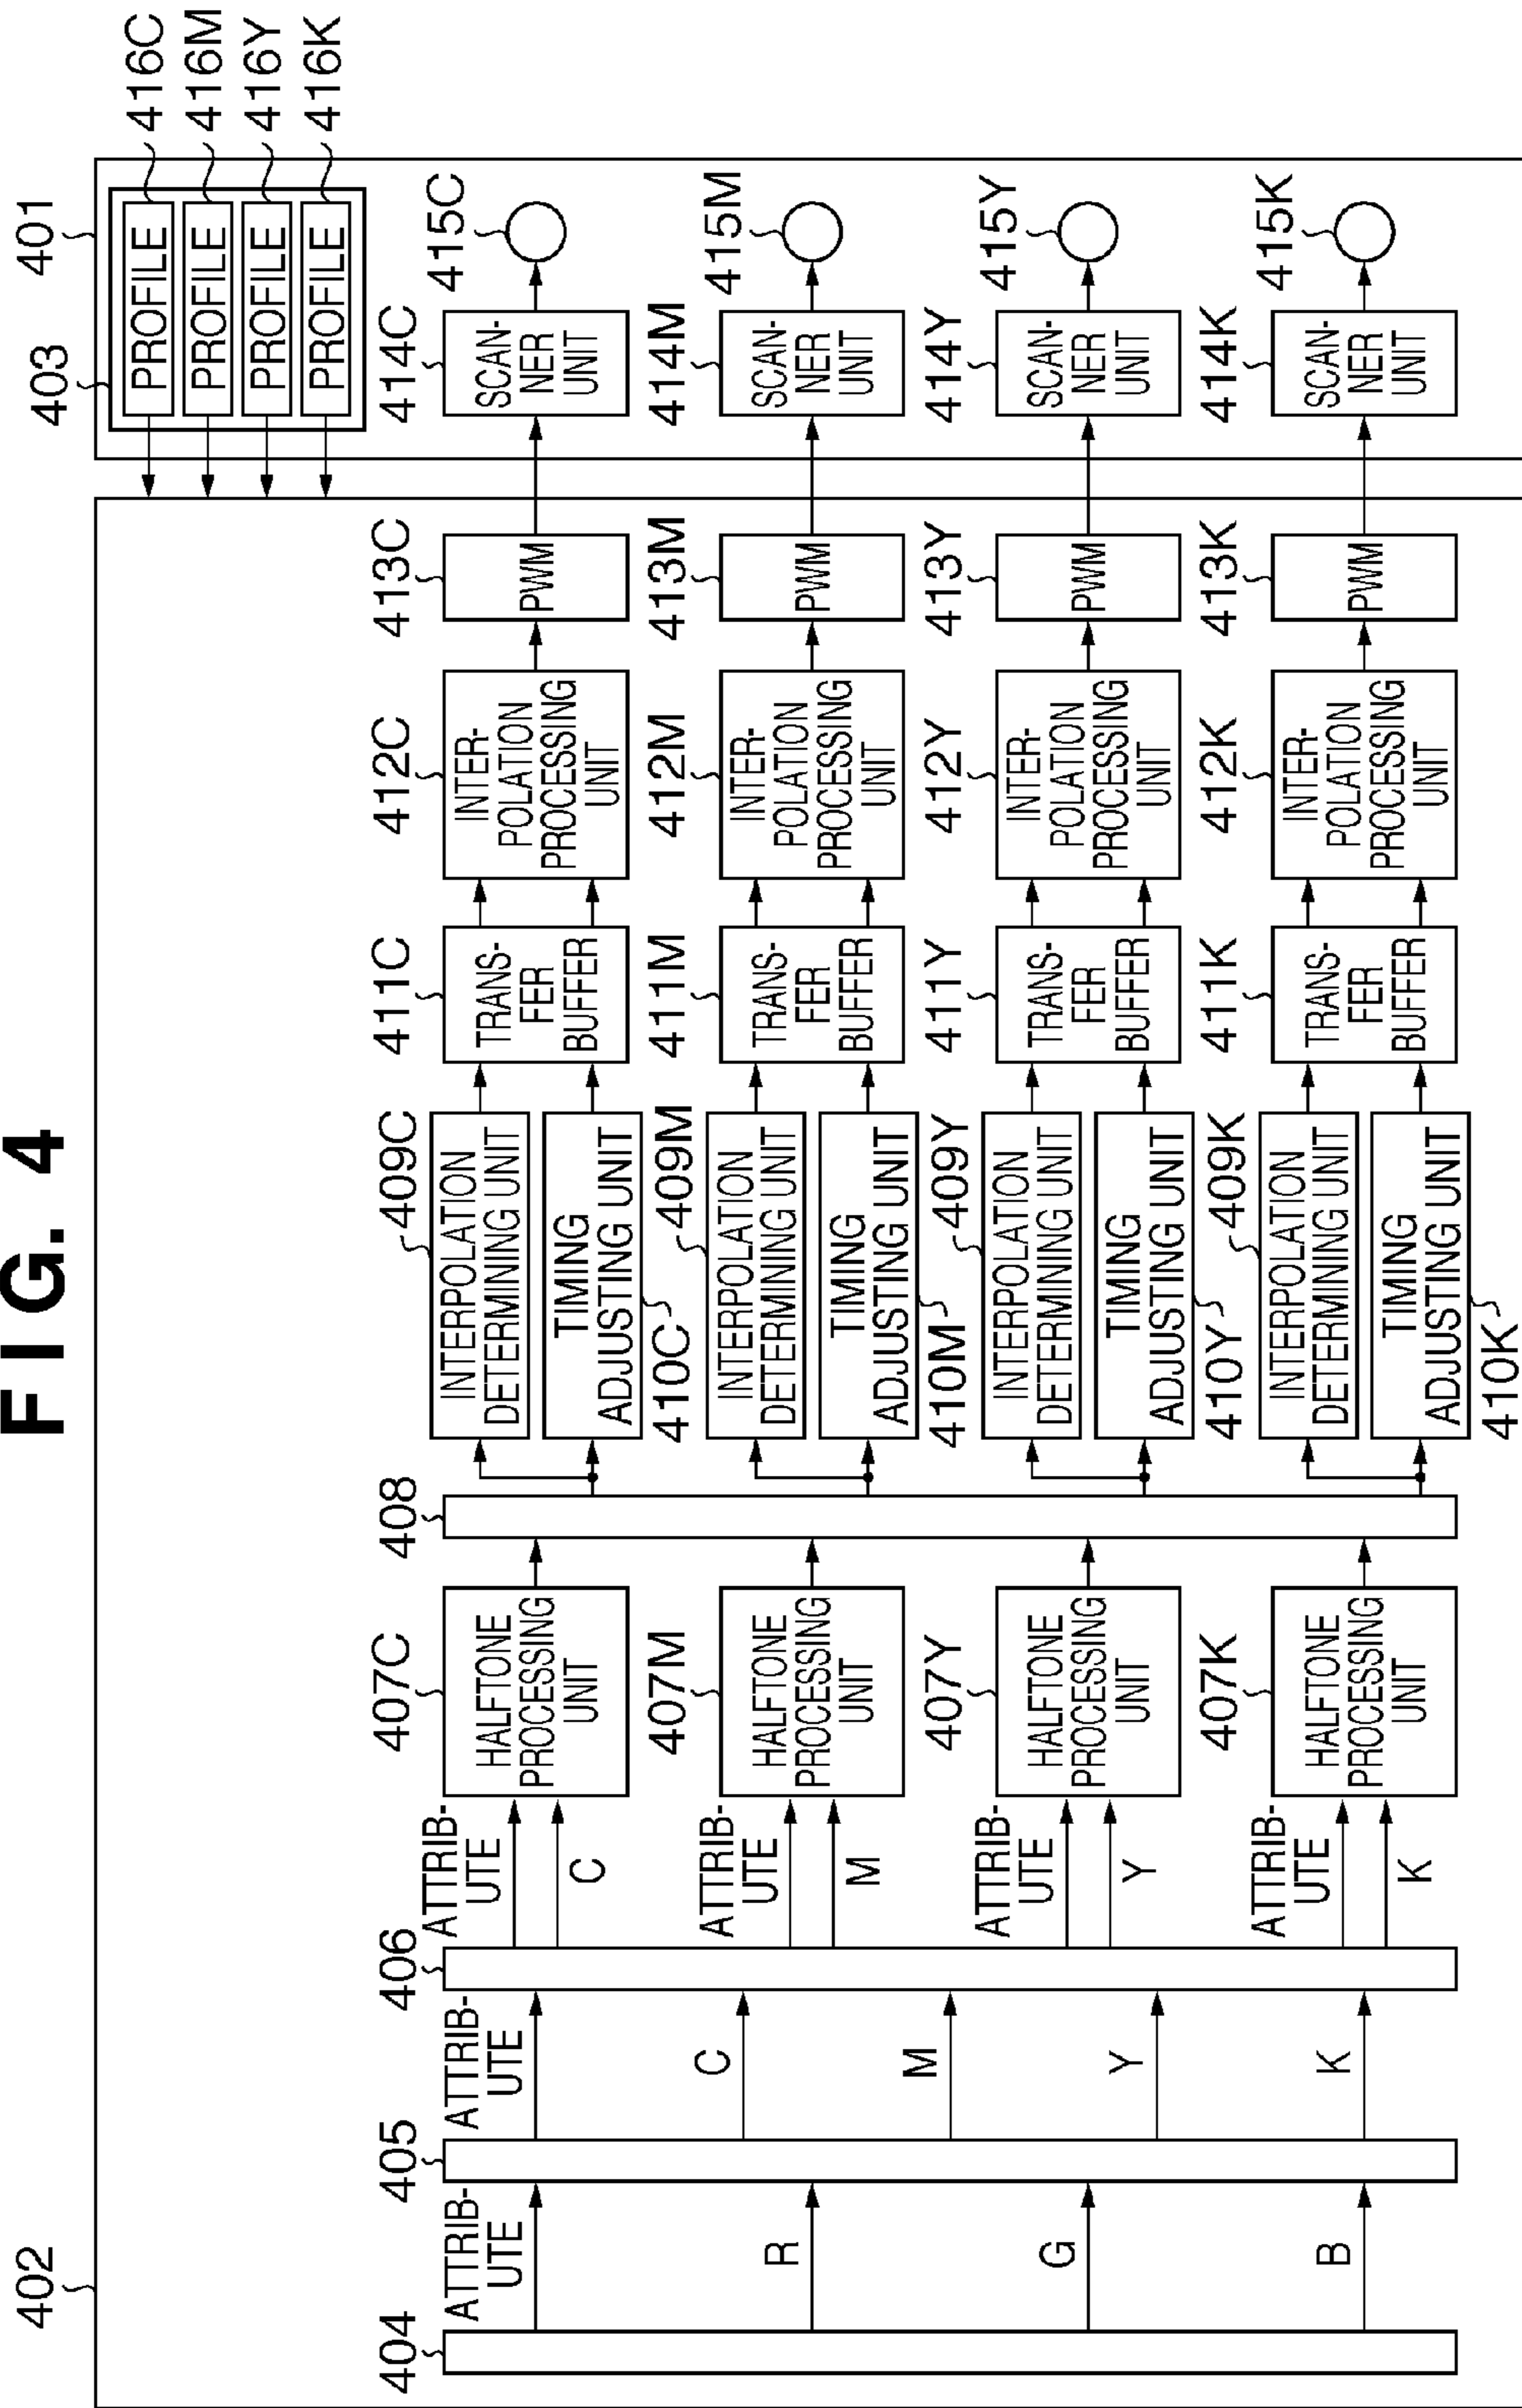 FIG. 4
402
403
401
PROFILE
416C
PROFILE
416M
PROFILE
416Y
PROFILE
416K
404
405
406
408
ATTRIB-
UTE
R
G
B
ATTRIB-
UTE
C
M
Y
K
ATTRIB-
UTE
C
407C
HALFTONE
PROCESSING
UNIT
409C
INTERPOLATION
DETERMINING UNIT
TIMING
ADJUSTING UNIT
410C
411C
TRANS-
FER
BUFFER
412C
INTER-
POLATION
PROCESSING
UNIT
413C
PWM
414C
SCAN-
NER
UNIT
415C
ATTRIB-
UTE
M
407M
HALFTONE
PROCESSING
UNIT
409M
INTERPOLATION
DETERMINING UNIT
TIMING
ADJUSTING UNIT
410M
411M
TRANS-
FER
BUFFER
412M
INTER-
POLATION
PROCESSING
UNIT
413M
PWM
414M
SCAN-
NER
UNIT
415M
ATTRIB-
UTE
Y
407Y
HALFTONE
PROCESSING
UNIT
409Y
INTERPOLATION
DETERMINING UNIT
TIMING
ADJUSTING UNIT
410Y
411Y
TRANS-
FER
BUFFER
412Y
INTER-
POLATION
PROCESSING
UNIT
413Y
PWM
414Y
SCAN-
NER
UNIT
415Y
ATTRIB-
UTE
K
407K
HALFTONE
PROCESSING
UNIT
409K
INTERPOLATION
DETERMINING UNIT
TIMING
ADJUSTING UNIT
410K
411K
TRANS-
FER
BUFFER
412K
INTER-
POLATION
PROCESSING
UNIT
413K
PWM
414K
SCAN-
NER
UNIT
415K